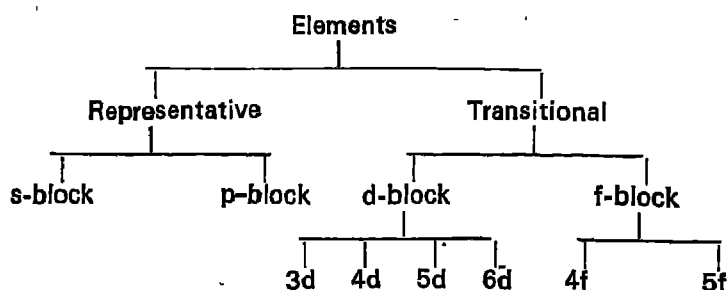 Elements
Representative Transitional
s-block p-block d-block f-block
3d 4d 5d 6d 4f 5f